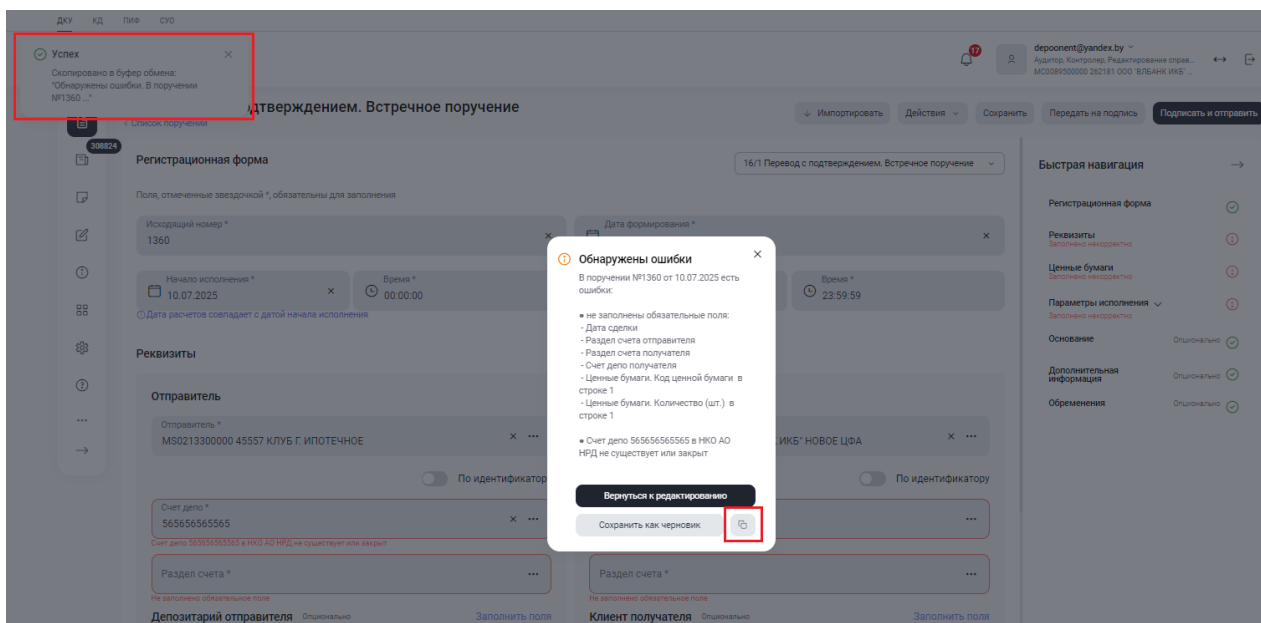 ДКУ КД ПИФ СУО
Успех
Скопировано в буфер обмена:
"Обнаружены ошибки. В поручении
№1360 ..."
17
depoonent@yandex.by
Аудитор, Контролер, Редактирование справ...
MC0089500000 262181 ООО "ВЛБАНК ИКБ" ...
дтверждением. Встречное поручение
Список поручений
Импортировать Действия Сохранить Передать на подпись Подписать и отправить
308824
Регистрационная форма
16/1 Перевод с подтверждением. Встречное поручение
Поля, отмеченные звездочкой *, обязательны для заполнения
Исходящий номер *
1360
Дата формирования *
Начало исполнения *
10.07.2025
Время *
00:00:00
Время *
23:59:59
Дата расчетов совпадает с датой начала исполнения
Реквизиты
Отправитель
Отправитель *
MS0213300000 45557 КЛУБ Г. ИПОТЕЧНОЕ
ИКБ" НОВОЕ ЦФА
По идентификатор
По идентификатору
Счет депо *
565656565565
Счет депо 565656565565 в НКО АО НРД не существует или закрыт
Раздел счета *
Раздел счета *
Не заполнено обязательное поле
Не заполнено обязательное поле
Депозитарий отправителя Опционально Заполнить поля
Клиент получателя Опционально Заполнить поля
Обнаружены ошибки
В поручении №1360 от 10.07.2025 есть
ошибки:
● не заполнены обязательные поля:
- Дата сделки
- Раздел счета отправителя
- Раздел счета получателя
- Счет депо получателя
- Ценные бумаги. Код ценной бумаги в
строке 1
- Ценные бумаги. Количество (шт.) в
строке 1
● Счет депо 565656565565 в НКО АО
НРД не существует или закрыт
Вернуться к редактированию
Сохранить как черновик
Быстрая навигация
Регистрационная форма
Реквизиты
Заполнено некорректно
Ценные бумаги
Заполнено некорректно
Параметры исполнения
Заполнено некорректно
Основание Опционально
Дополнительная
информация Опционально
Обременения Опционально